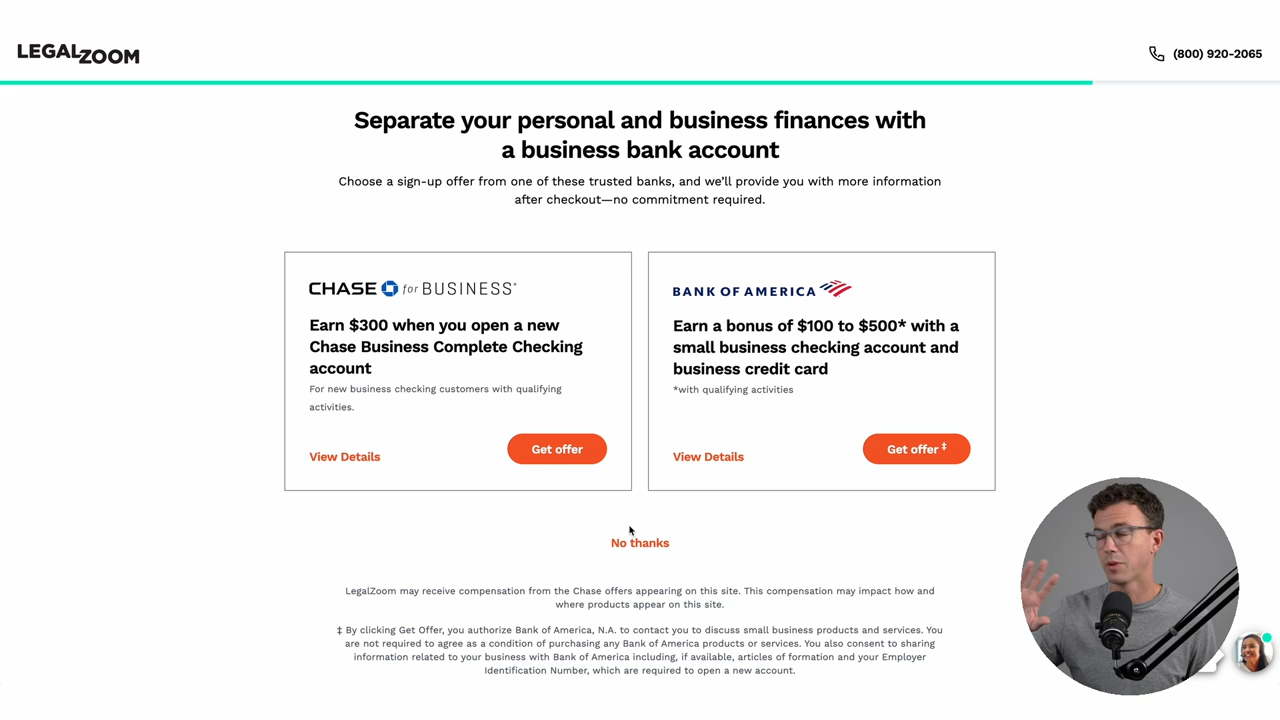 LEGALZOOM
(800) 920-2065
Separate your personal and business finances with
a business bank account
Choose a sign-up offer from one of these trusted banks, and we’ll provide you with more information
after checkout—no commitment required.
CHASE for BUSINESS®
Earn $300 when you open a new
Chase Business Complete Checking
account
For new business checking customers with qualifying
activities.
View Details
Get offer
BANK OF AMERICA
Earn a bonus of $100 to $500* with a
small business checking account and
business credit card
*with qualifying activities
View Details
Get offer ‡
No thanks
LegalZoom may receive compensation from the Chase offers appearing on this site. This compensation may impact how and
where products appear on this site.
‡ By clicking Get Offer, you authorize Bank of America, N.A. to contact you to discuss small business products and services. You
are not required to agree as a condition of purchasing any Bank of America products or services. You also consent to sharing
information related to your business with Bank of America including, if available, articles of formation and your Employer
Identification Number, which are required to open a new account.